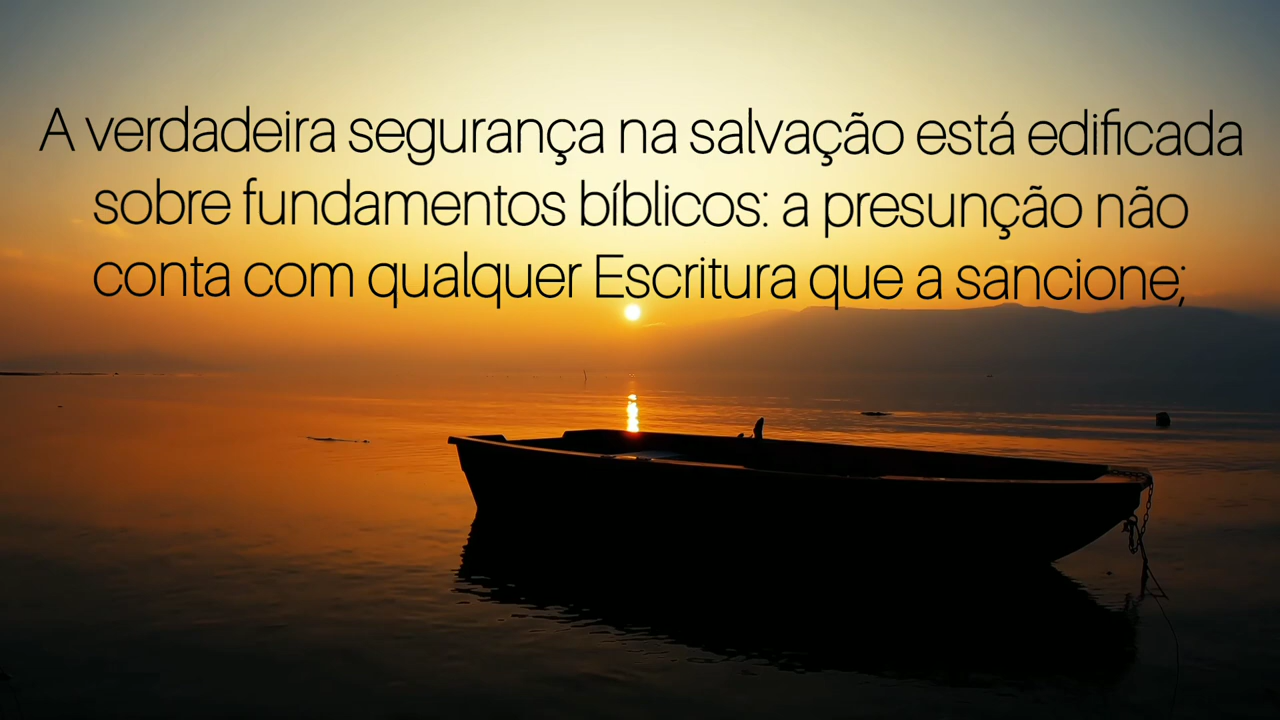 A verdadeira segurança na salvação está edificada
sobre fundamentos bíblicos: a presunção não
conta com qualquer Escritura que a sancione;